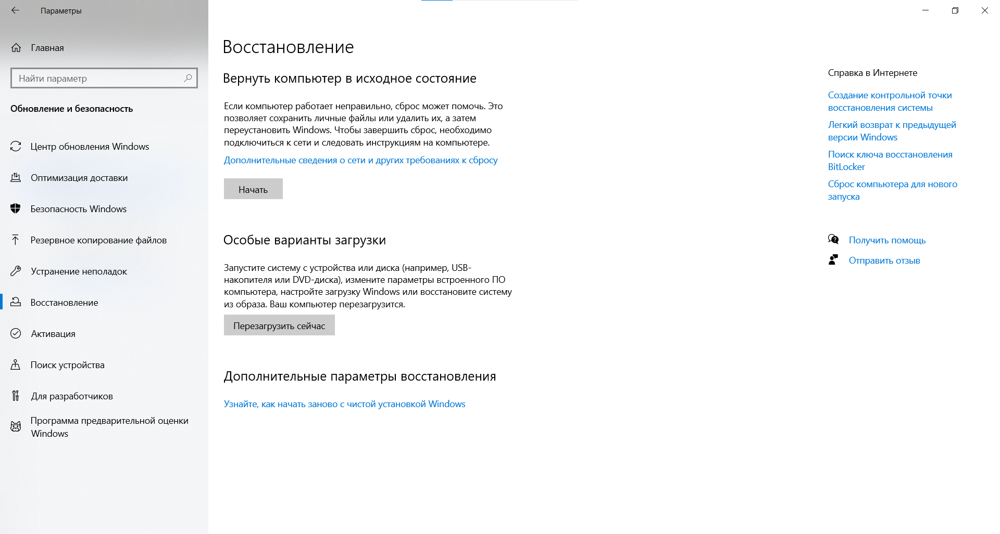 Параметры
Главная
Найти параметр
Обновление и безопасность
Центр обновления Windows
Оптимизация доставки
Безопасность Windows
Резервное копирование файлов
Устранение неполадок
Восстановление
Активация
Поиск устройства
Для разработчиков
Программа предварительной оценки
Windows
Восстановление
Вернуть компьютер в исходное состояние
Если компьютер работает неправильно, сброс может помочь. Это
позволяет сохранить личные файлы или удалить их, а затем
переустановить Windows. Чтобы завершить сброс, необходимо
подключиться к сети и следовать инструкциям на компьютере.
Дополнительные сведения о сети и других требованиях к сбросу
Начать
Особые варианты загрузки
Запустите систему с устройства или диска (например, USB-
накопителя или DVD-диска), измените параметры встроенного ПО
компьютера, настройте загрузку Windows или восстановите систему
из образа. Ваш компьютер перезагрузится.
Перезагрузить сейчас
Дополнительные параметры восстановления
Узнайте, как начать заново с чистой установкой Windows
Справка в Интернете
Создание контрольной точки
восстановления системы
Легкий возврат к предыдущей
версии Windows
Поиск ключа восстановления
BitLocker
Сброс компьютера для нового
запуска
Получить помощь
Отправить отзыв